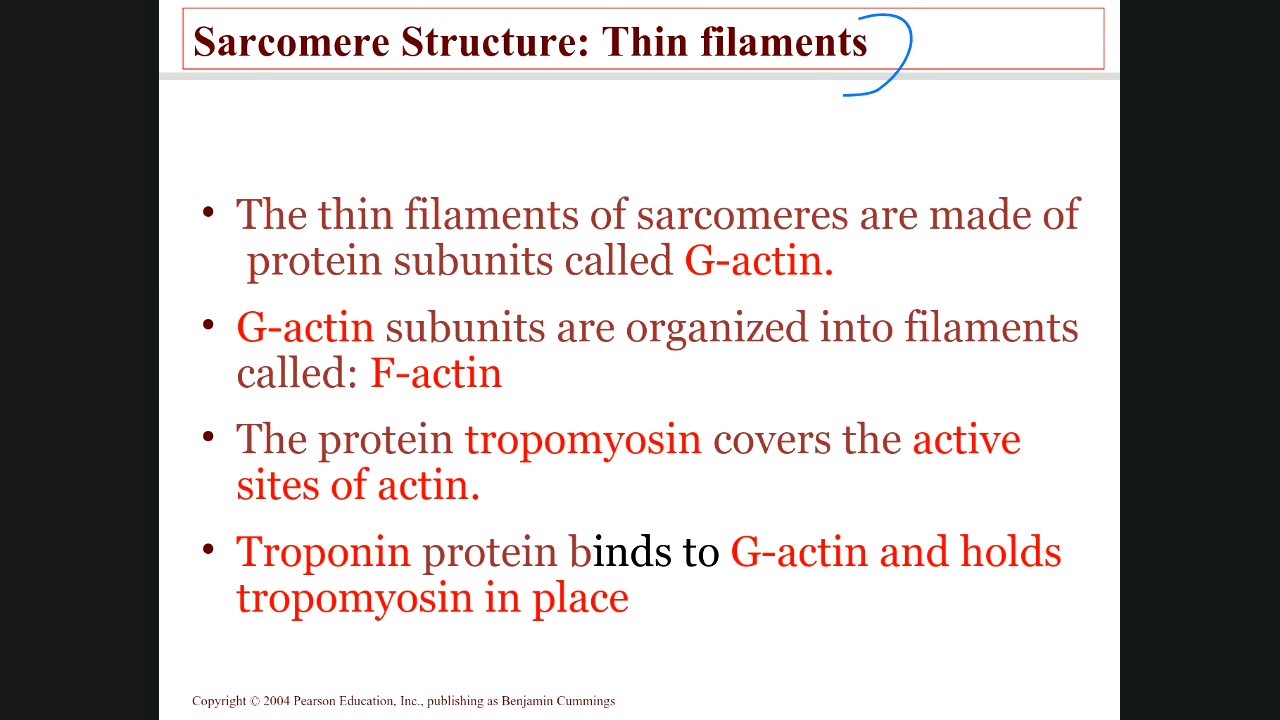 Sarcomere Structure: Thin filaments
• The thin filaments of sarcomeres are made of
protein subunits called G-actin.
• G-actin subunits are organized into filaments
called: F-actin
• The protein tropomyosin covers the active
sites of actin.
• Troponin protein binds to G-actin and holds
tropomyosin in place
Copyright © 2004 Pearson Education, Inc., publishing as Benjamin Cummings